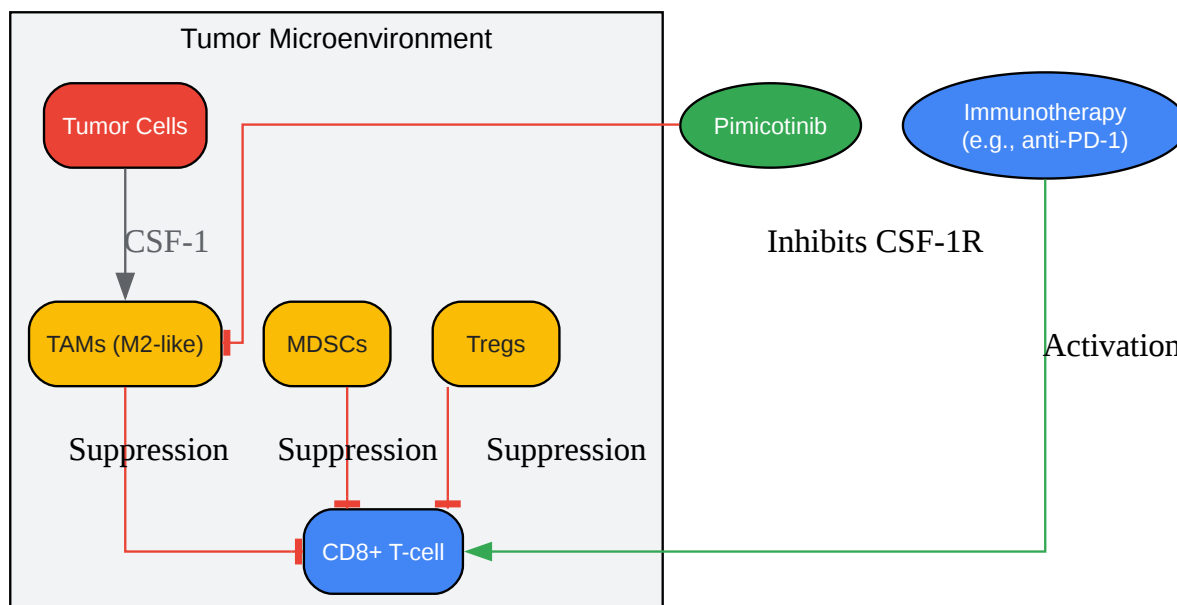 Tumor Microenvironment
Tumor Cells
Pimicotinib
Immunotherapy
(e.g., anti-PD-1)
CSF-1
Inhibits CSF-1R
TAMs (M2-like)
MDSCs
Tregs
Activation
Suppression
Suppression
Suppression
CD8+ T-cell